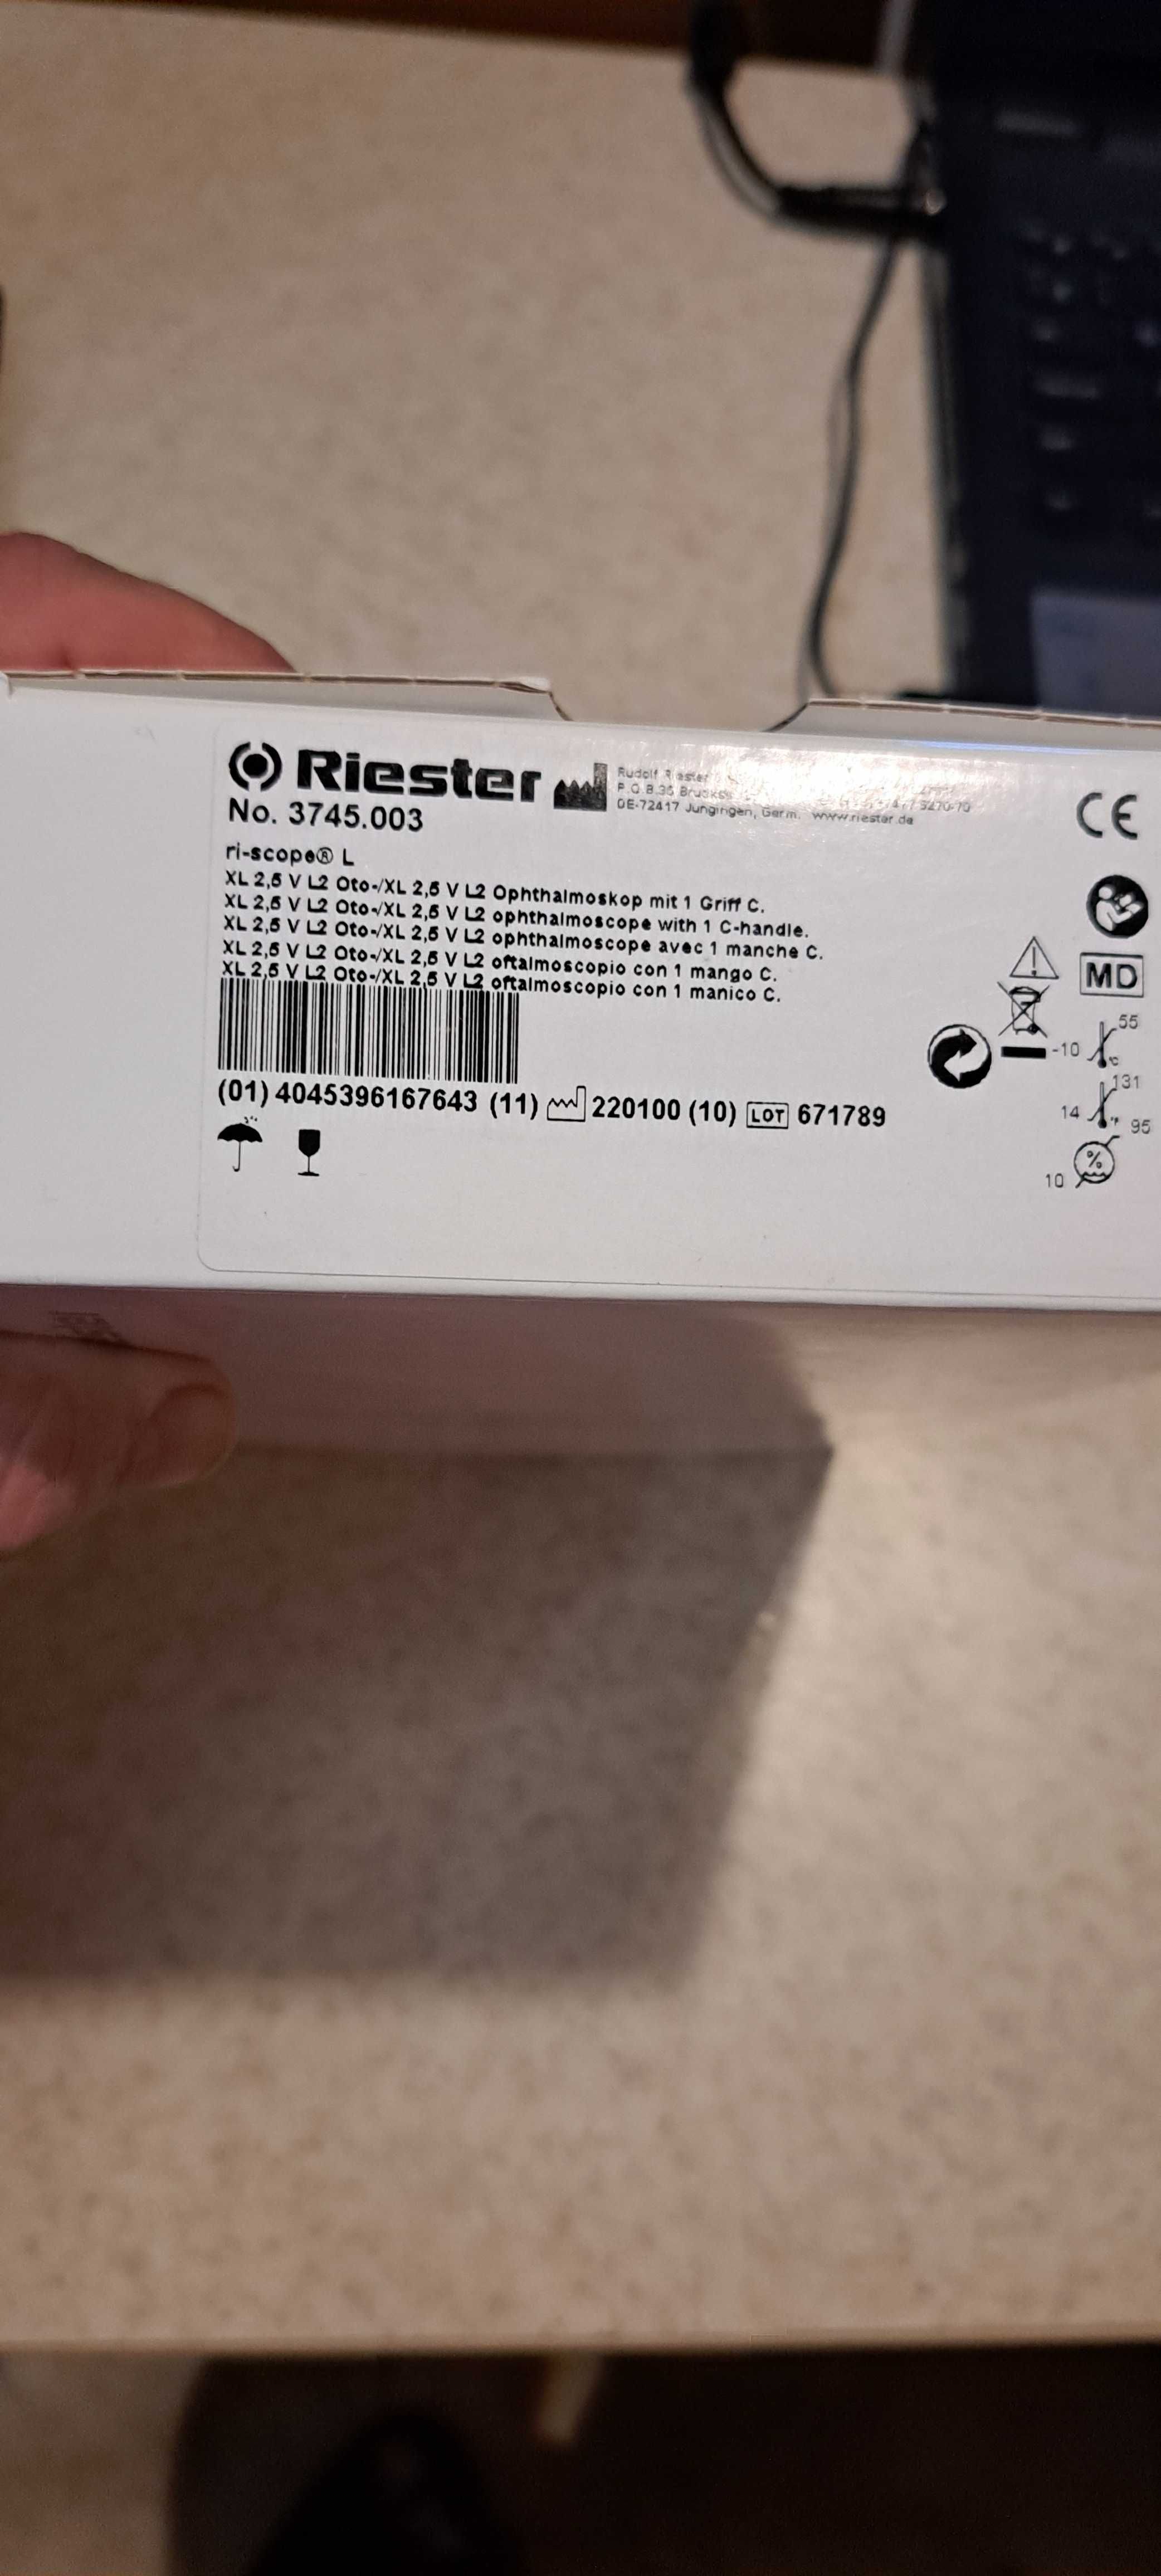 Riester
Rudolf Riester
P.O.B.35
DE-72417 Jungingen, Germ. www.riester.de
CE
No. 3745.003
ri-scope® L
XL 2,5 V L2 Oto-/XL 2,5 V L2 Ophthalmoskop mit 1 Griff C.
XL 2,5 V L2 Oto-/XL 2,5 V L2 ophthalmoscope with 1 C-handle.
XL 2,5 V L2 Oto-/XL 2,5 V L2 ophthalmoscope avec 1 manche C.
XL 2,5 V L2 Oto-/XL 2,5 V L2 oftalmoscopio con 1 mango C.
XL 2,5 V L2 Oto-/XL 2,5 V L2 oftalmoscopio con 1 manico C.
(01) 4045396167643 (11) 220100 (10) LOT 671789
MD
-10 °C 55
14 °F 131
10 % 95